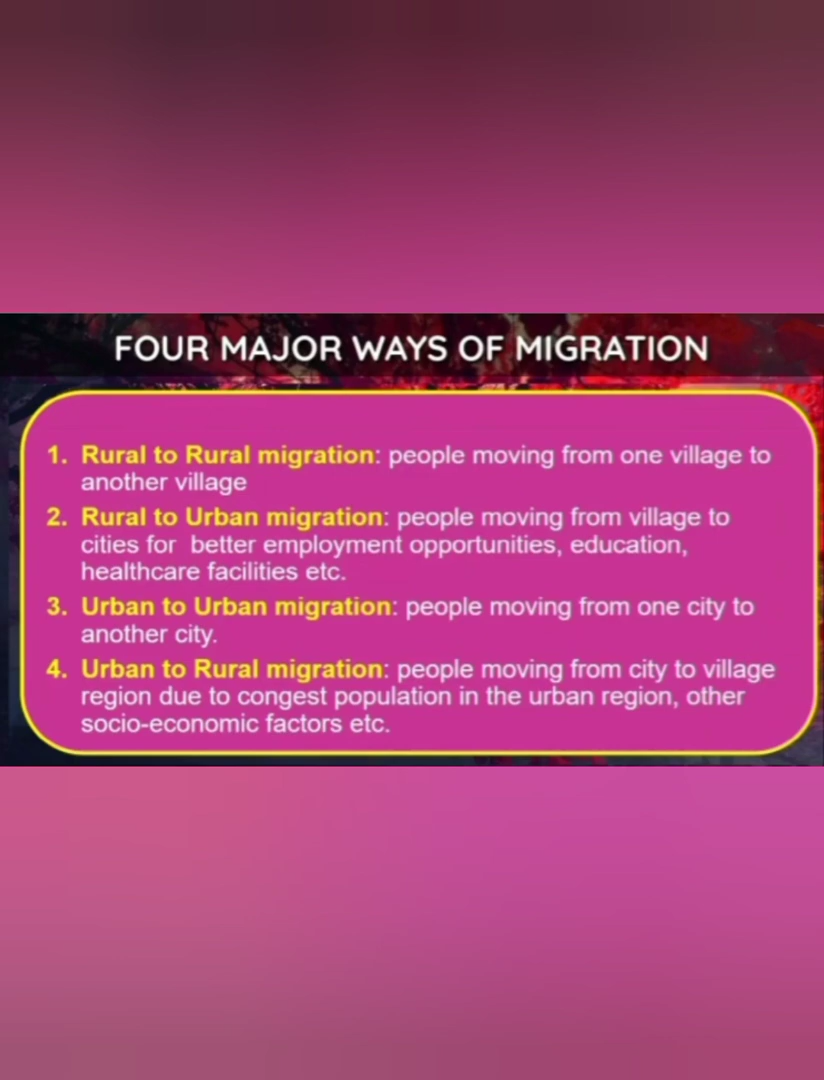 FOUR MAJOR WAYS OF MIGRATION
1. Rural to Rural migration: people moving from one village to
another village
2. Rural to Urban migration: people moving from village to
cities for  better employment opportunities, education,
healthcare facilities etc.
3. Urban to Urban migration: people moving from one city to
another city.
4. Urban to Rural migration: people moving from city to village
region due to congest population in the urban region, other
socio-economic factors etc.